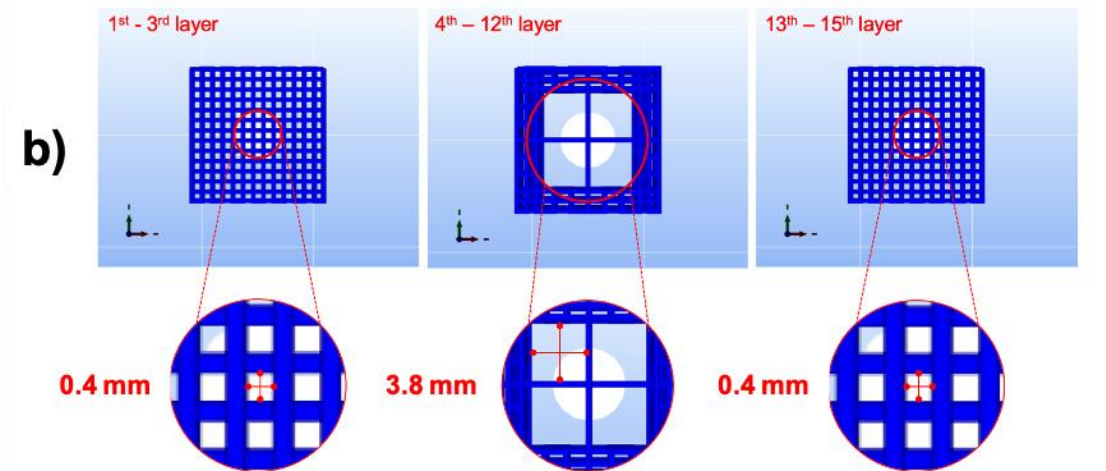 1st - 3rd layer
4th – 12th layer
13th – 15th layer
b)
0.4 mm
3.8 mm
0.4 mm